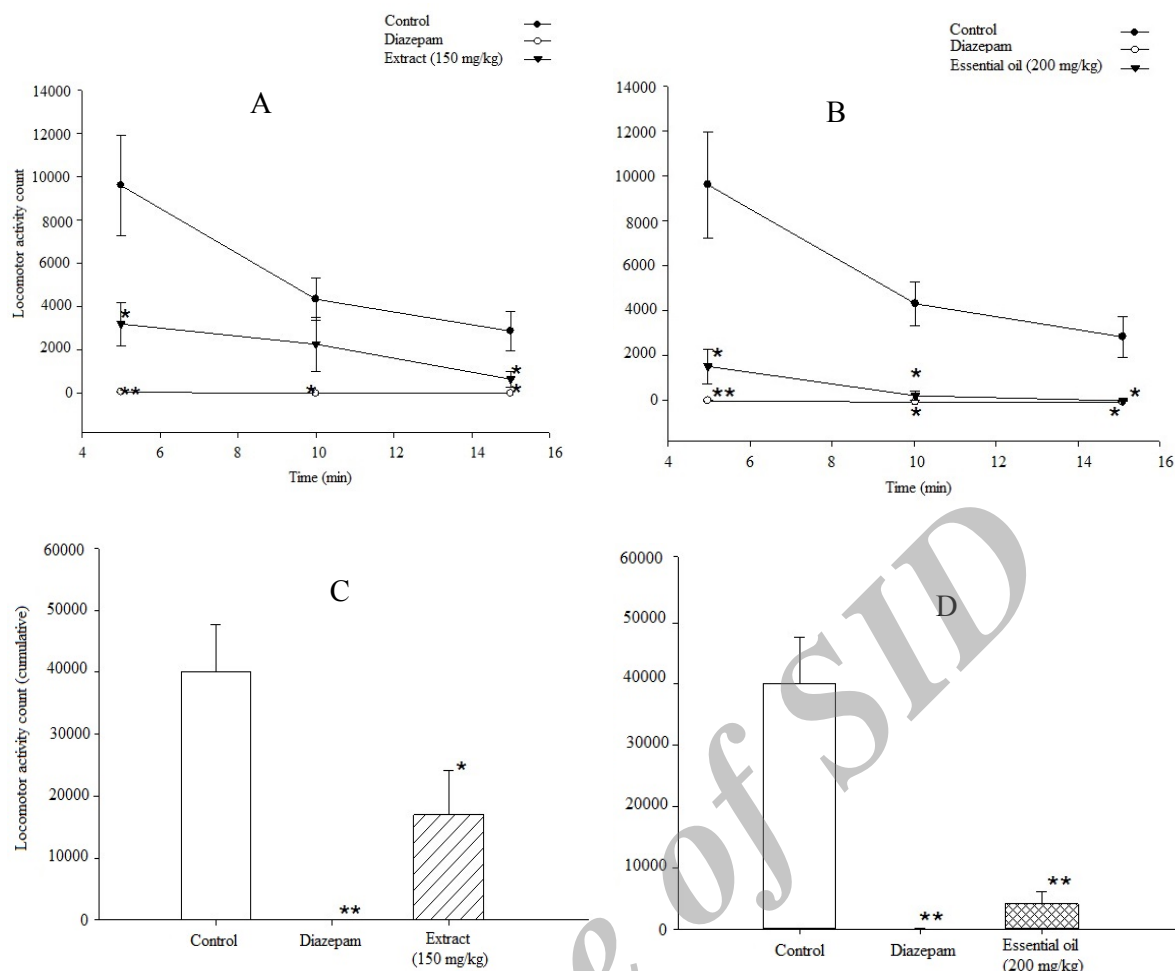 Control
Diazepam
Extract (150 mg/kg)
A
14000
12000
10000
8000
6000
4000
2000
0
Locomotor activity count
*
**
*
*
*
4 6 8 10 12 14 16
Time (min)
Control
Diazepam
Essential oil (200 mg/kg)
B
14000
12000
10000
8000
6000
4000
2000
0
*
**
*
*
*
*
4 6 8 10 12 14 16
Time (min)
C
60000
50000
40000
30000
20000
10000
0
Locomotor activity count (cumulative)
**
*
Control Diazepam Extract
(150 mg/kg)
D
60000
50000
40000
30000
20000
10000
0
**
**
Control Diazepam Essential oil
(200 mg/kg)
of SID